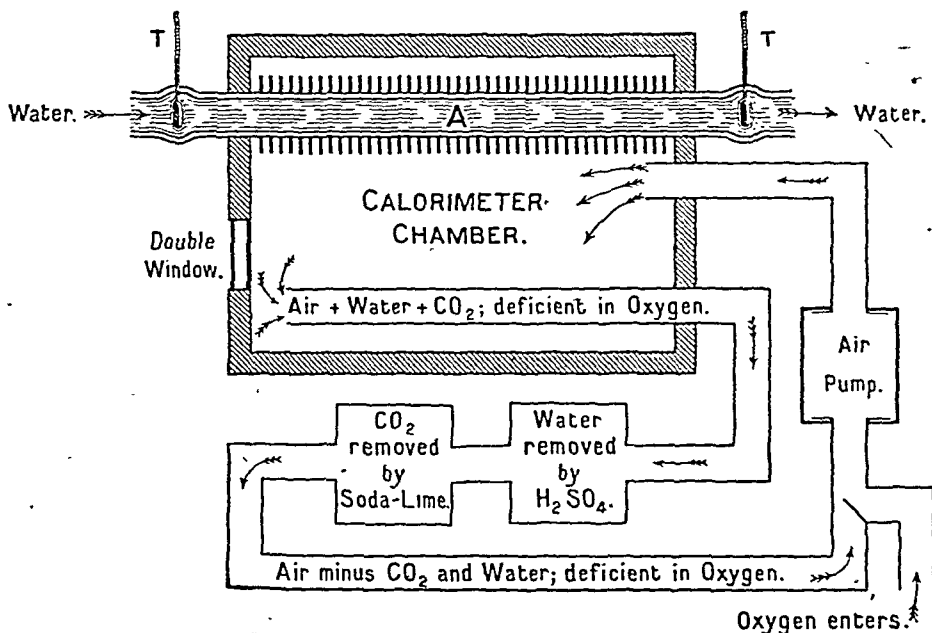 T
T
Water.
A
Water.
CALORIMETER
CHAMBER.
Double
Window.
Air + Water + CO₂; deficient in Oxygen.
Air
Pump.
CO₂
removed
by
Soda-Lime.
Water
removed
by
H₂SO₄.
Air minus CO₂ and Water; deficient in Oxygen.
Oxygen enters.